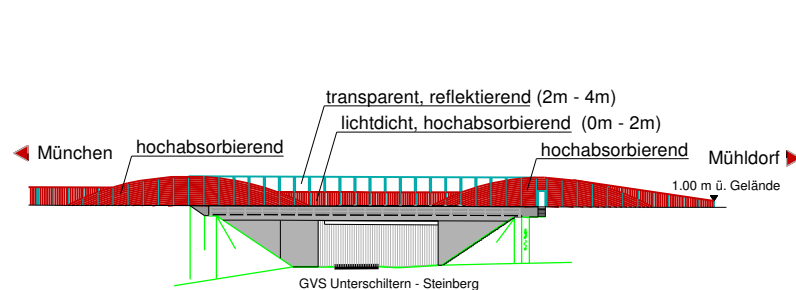 transparent, reflektierend (2m - 4m)
lichtdicht, hochabsorbierend (0m - 2m)
München
hochabsorbierend
hochabsorbierend
Mühldorf
1.00 m ü. Gelände
GVS Unterschiltern - Steinberg